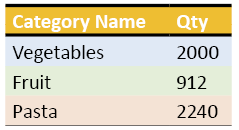 Category Name Qty
Vegetables 2000
Fruit 912
Pasta 2240